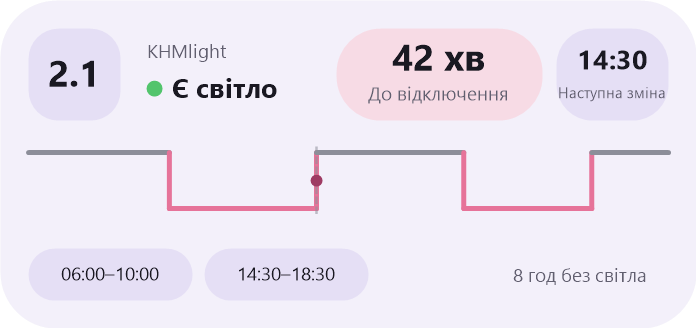 2.1
KHMlight
Є світло
42 хв
До відключення
14:30
Наступна зміна
06:00–10:00
14:30–18:30
8 год без світла